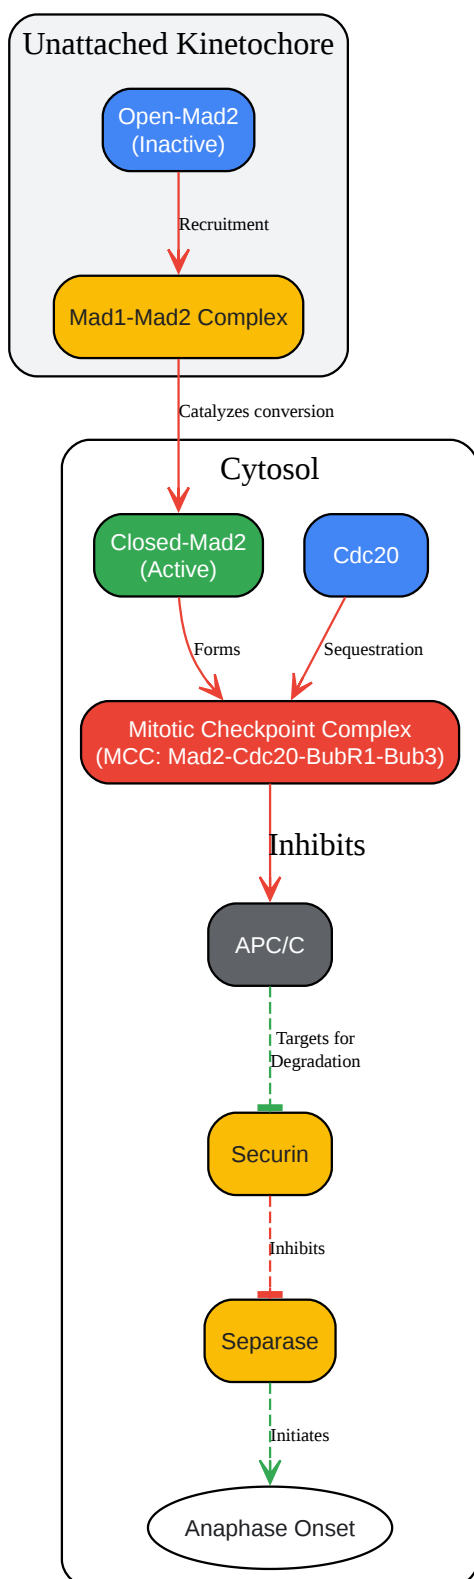 Unattached Kinetochore
Open-Mad2
(Inactive)
Recruitment
Mad1-Mad2 Complex
Catalyzes conversion
Cytosol
Closed-Mad2
(Active)
Cdc20
Forms
Sequestration
Mitotic Checkpoint Complex
(MCC: Mad2-Cdc20-BubR1-Bub3)
Inhibits
APC/C
Targets for
Degradation
Securin
Inhibits
Separase
Initiates
Anaphase Onset